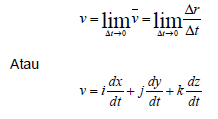 v = lim Δt→0 v̄ = lim Δt→0 Δr/Δt
Atau
v = i dx/dt + j dy/dt + k dz/dt